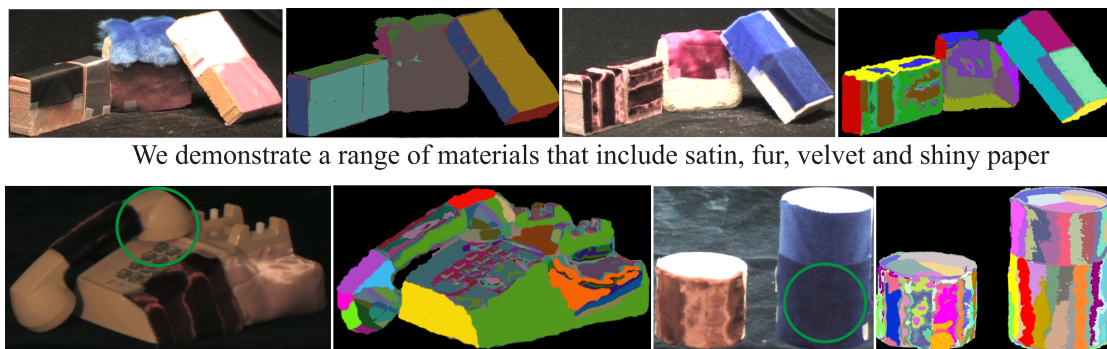 We demonstrate a range of materials that include satin, fur, velvet and shiny paper